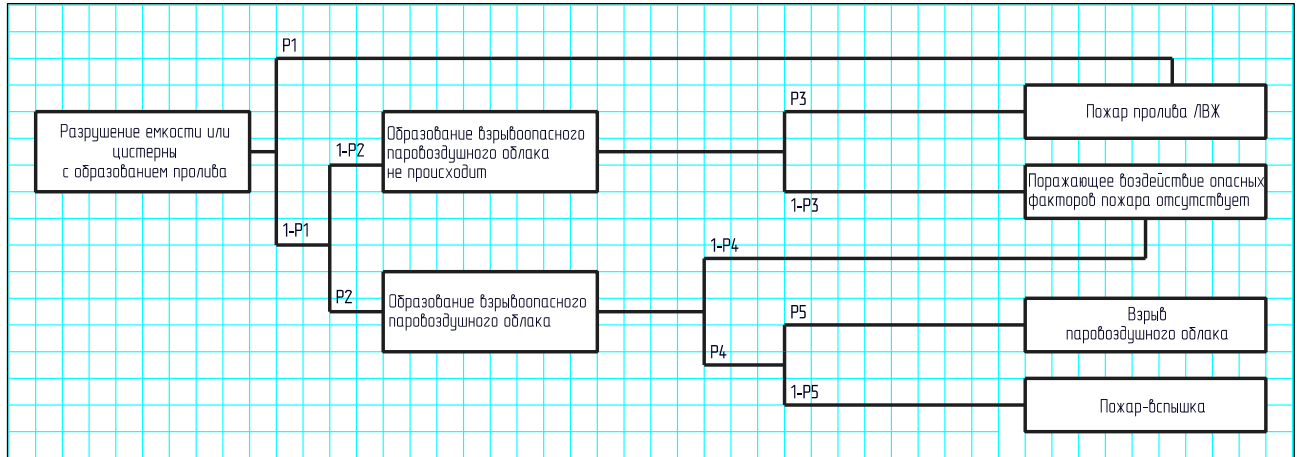 P1
Разрушение емкости или
цистерны
с образованием пролива
1-P1
1-P2
Образование взрывоопасного
паровоздушного облака
не происходит
P2
Образование взрывоопасного
паровоздушного облака
P3
Пожар пролива ЛВЖ
1-P3
Поражающее воздействие опасных
факторов пожара отсутствует
1-P4
P4
P5
Взрыв
паровоздушного облака
1-P5
Пожар-вспышка